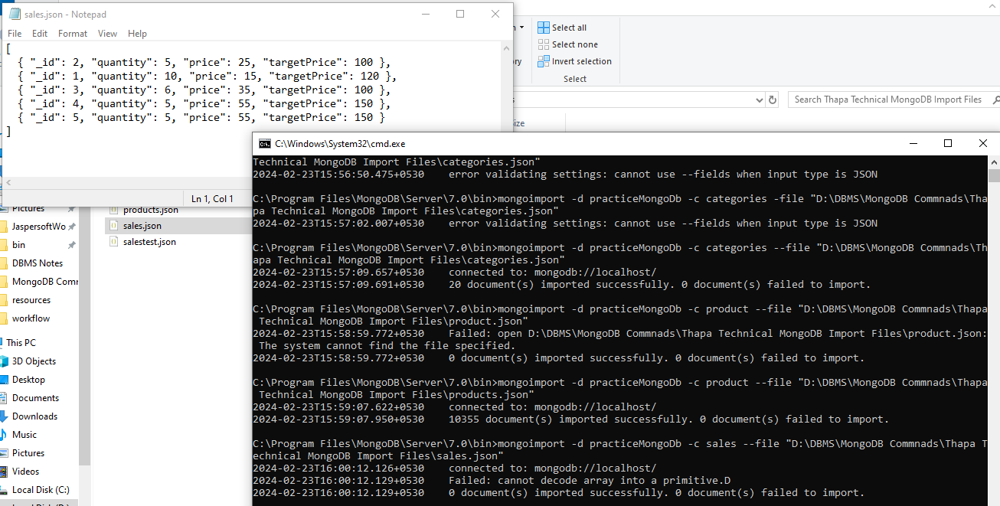 sales.json - Notepad
File Edit Format View Help
[
{ "_id": 2, "quantity": 5, "price": 25, "targetPrice": 100 },
{ "_id": 1, "quantity": 10, "price": 15, "targetPrice": 120 },
{ "_id": 3, "quantity": 6, "price": 35, "targetPrice": 100 },
{ "_id": 4, "quantity": 5, "price": 55, "targetPrice": 150 },
{ "_id": 5, "quantity": 5, "price": 55, "targetPrice": 150 }
]
Ln 1, Col 1
Select all
Select none
Invert selection
Select
Search Thapa Technical MongoDB Import Files
Pictures
JaspersoftWo
bin
DBMS Notes
MongoDB Comm
resources
workflow
This PC
3D Objects
Desktop
Documents
Downloads
Music
Pictures
Videos
Local Disk (C:)
products.json
sales.json
salestest.json
C:\Windows\System32\cmd.exe
Technical MongoDB Import Files\categories.json"
2024-02-23T15:56:50.475+0530 error validating settings: cannot use --fields when input type is JSON
C:\Program Files\MongoDB\Server\7.0\bin>mongoimport -d practiceMongoDb -c categories -file "D:\DBMS\MongoDB Commnads\Tha
pa Technical MongoDB Import Files\categories.json"
2024-02-23T15:57:02.007+0530 error validating settings: cannot use --fields when input type is JSON
C:\Program Files\MongoDB\Server\7.0\bin>mongoimport -d practiceMongoDb -c categories --file "D:\DBMS\MongoDB Commnads\Th
apa Technical MongoDB Import Files\categories.json"
2024-02-23T15:57:09.657+0530 connected to: mongodb://localhost/
2024-02-23T15:57:09.691+0530 20 document(s) imported successfully. 0 document(s) failed to import.
C:\Program Files\MongoDB\Server\7.0\bin>mongoimport -d practiceMongoDb -c product --file "D:\DBMS\MongoDB Commnads\Thapa
Technical MongoDB Import Files\product.json"
2024-02-23T15:58:59.772+0530 Failed: open D:\DBMS\MongoDB Commnads\Thapa Technical MongoDB Import Files\product.json:
The system cannot find the file specified.
2024-02-23T15:58:59.772+0530 0 document(s) imported successfully. 0 document(s) failed to import.
C:\Program Files\MongoDB\Server\7.0\bin>mongoimport -d practiceMongoDb -c product --file "D:\DBMS\MongoDB Commnads\Thapa
Technical MongoDB Import Files\products.json"
2024-02-23T15:59:07.622+0530 connected to: mongodb://localhost/
2024-02-23T15:59:07.950+0530 10355 document(s) imported successfully. 0 document(s) failed to import.
C:\Program Files\MongoDB\Server\7.0\bin>mongoimport -d practiceMongoDb -c sales --file "D:\DBMS\MongoDB Commnads\Thapa T
echnical MongoDB Import Files\sales.json"
2024-02-23T16:00:12.126+0530 connected to: mongodb://localhost/
2024-02-23T16:00:12.129+0530 Failed: cannot decode array into a primitive.D
2024-02-23T16:00:12.129+0530 0 document(s) imported successfully. 0 document(s) failed to import.